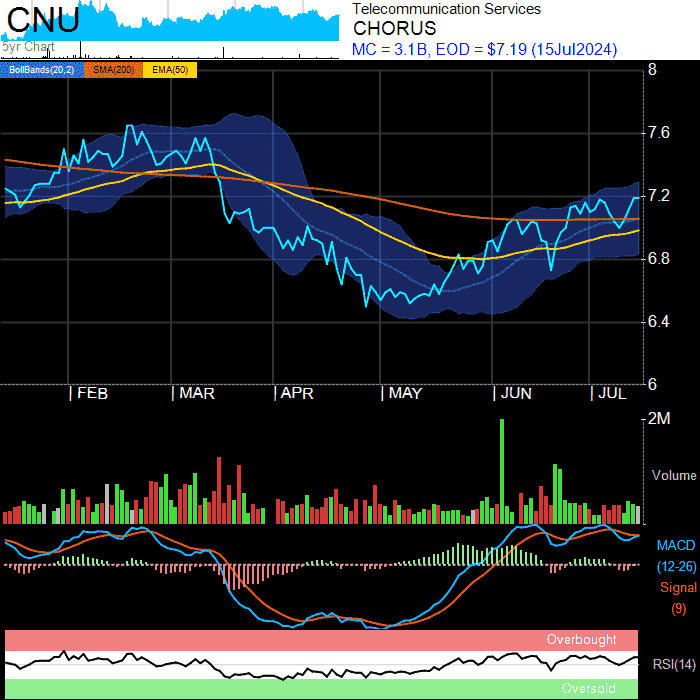 CNU
5yr Chart
Telecommunication Services
CHORUS
MC = 3.1B, EOD = $7.19 (15Jul2024)
BollBands(20,2) SMA(200) EMA(50)
8
7.6
7.2
6.8
6.4
6
FEB MAR APR MAY JUN JUL
2M
Volume
MACD
(12-26)
Signal
(9)
Overbought
RSI(14)
Oversold